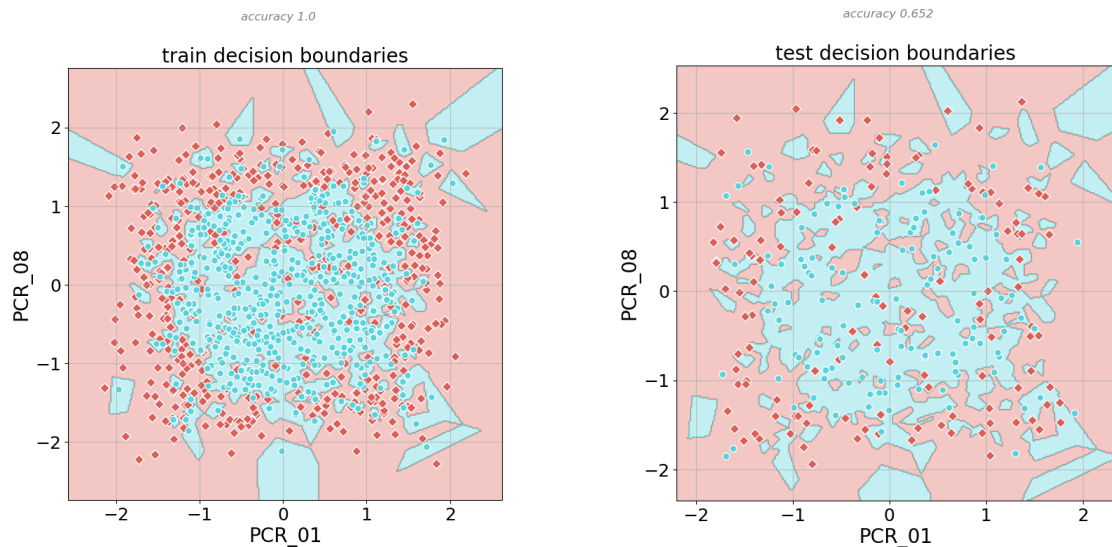 accuracy 1.0
train decision boundaries
2
1
0
−1
−2
PCR_08
−2 −1 0 1 2
PCR_01
accuracy 0.652
test decision boundaries
2
1
0
−1
−2
PCR_08
−2 −1 0 1 2
PCR_01